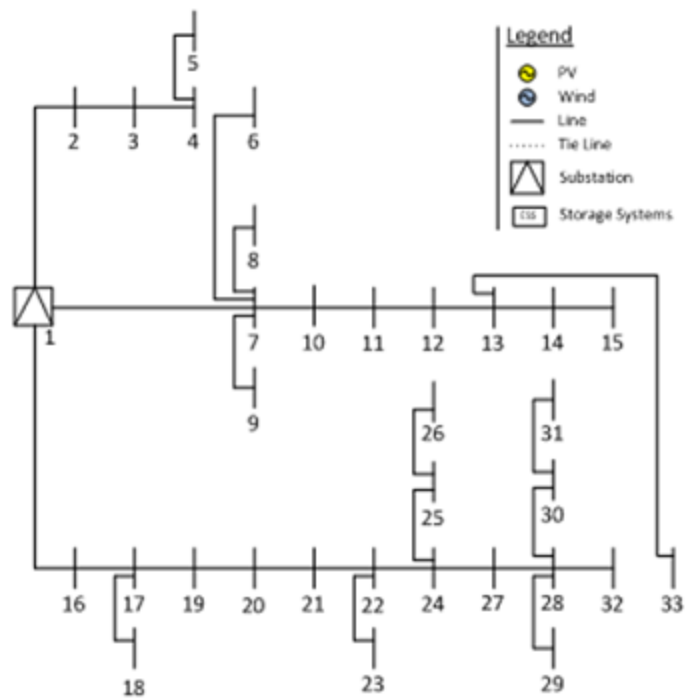 Legend
PV
Wind
Line
Tie Line
Substation
CSS Storage Systems
5
2 3 4 6
8
1 7 10 11 12 13 14 15
9
26 31
25 30
16 17 19 20 21 22 24 27 28 32 33
18 23 29